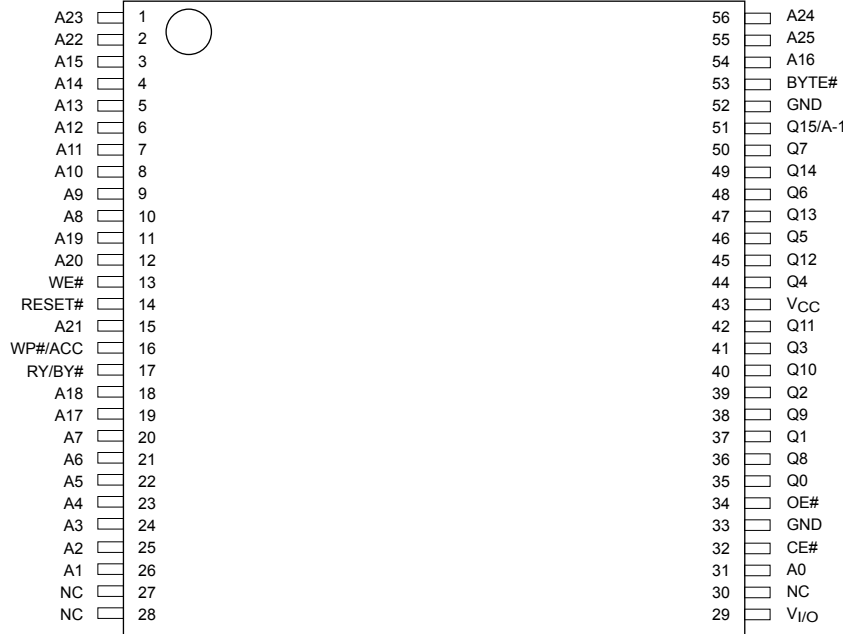 A23 1 56 A24
A22 2 55 A25
A15 3 54 A16
A14 4 53 BYTE#
A13 5 52 GND
A12 6 51 Q15/A-1
A11 7 50 Q7
A10 8 49 Q14
A9 9 48 Q6
A8 10 47 Q13
A19 11 46 Q5
A20 12 45 Q12
WE# 13 44 Q4
RESET# 14 43 VCC
A21 15 42 Q11
WP#/ACC 16 41 Q3
RY/BY# 17 40 Q10
A18 18 39 Q2
A17 19 38 Q9
A7 20 37 Q1
A6 21 36 Q8
A5 22 35 Q0
A4 23 34 OE#
A3 24 33 GND
A2 25 32 CE#
A1 26 31 A0
NC 27 30 NC
NC 28 29 VI/O